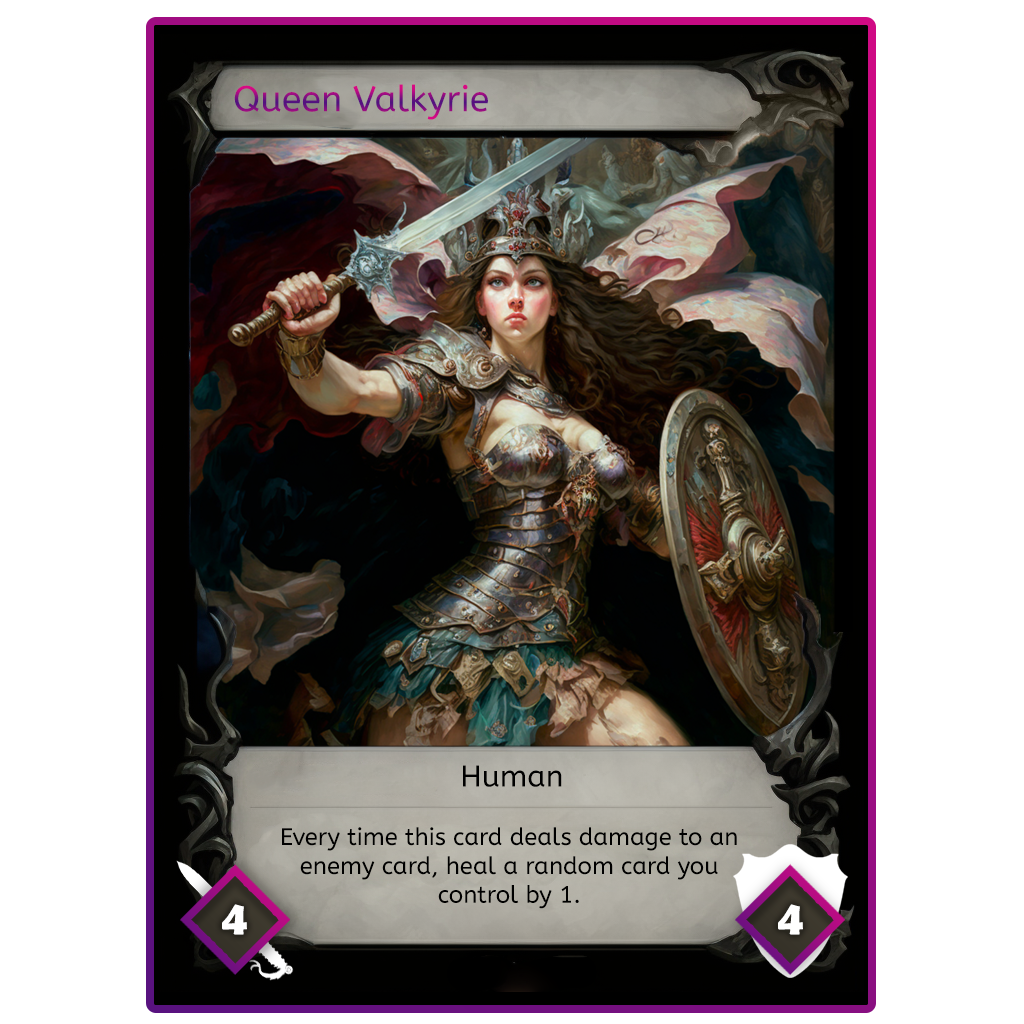 Queen Valkyrie
Human
Every time this card deals damage to an
enemy card, heal a random card you
control by 1.
4
4